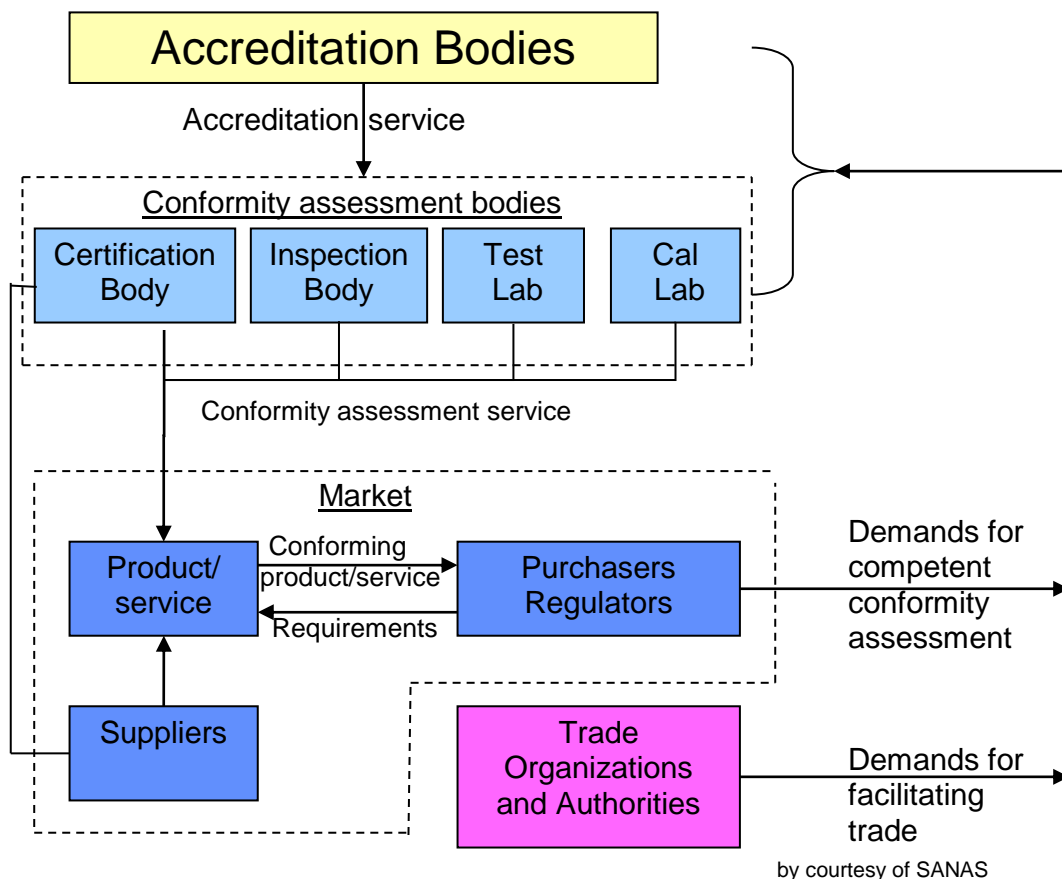 Accreditation Bodies
Accreditation service
Conformity assessment bodies
Certification
Body
Inspection
Body
Test
Lab
Cal
Lab
Conformity assessment service
Market
Product/
service
Conforming
product/service
Requirements
Purchasers
Regulators
Demands for
competent
conformity
assessment
Suppliers
Trade
Organizations
and Authorities
Demands for
facilitating
trade
by courtesy of SANAS